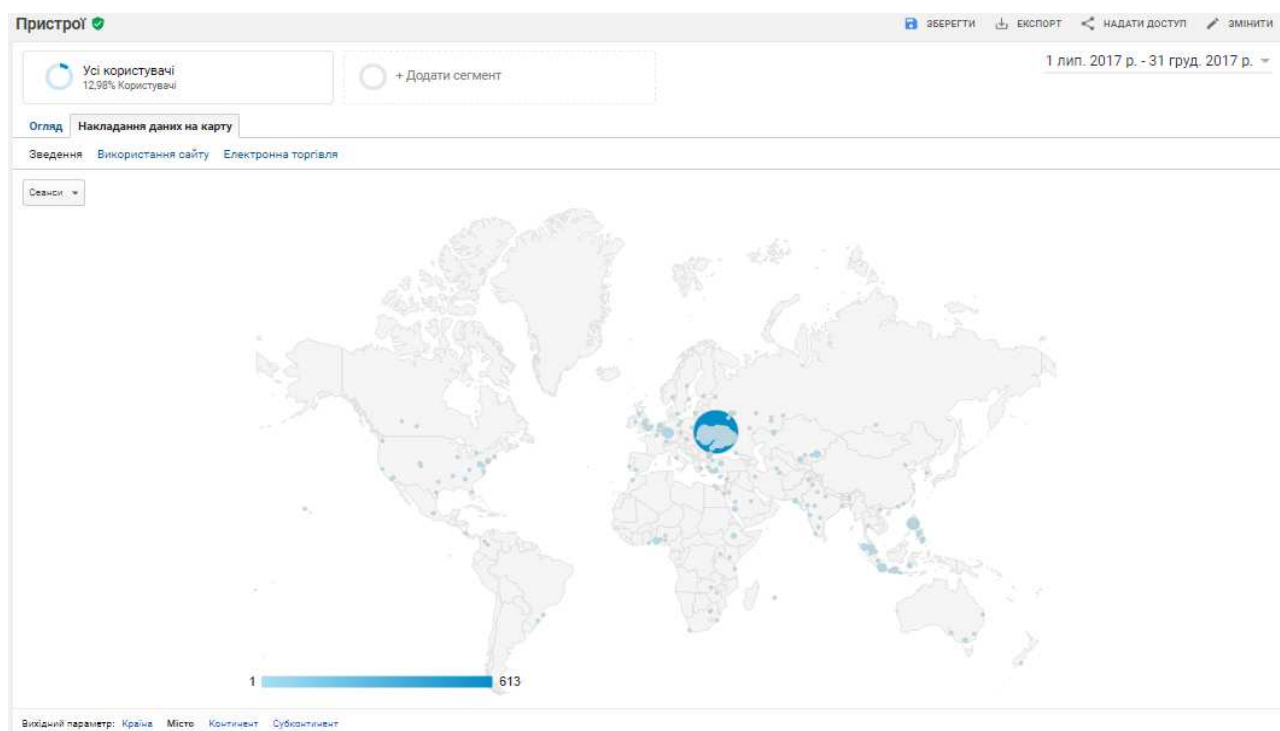 Пристрої
ЗБЕРЕГТИ ЕКСПОРТ НАДАТИ ДОСТУП ЗМІНИТИ
Усі користувачі
12,98% Користувачі
+ Додати сегмент
1 лип. 2017 р. - 31 груд. 2017 р.
Огляд Накладання даних на карту
Зведення Використання сайту Електронна торгівля
Сеанси
1 613
Вихідний параметр: Країна Місто Континент Субконтинент